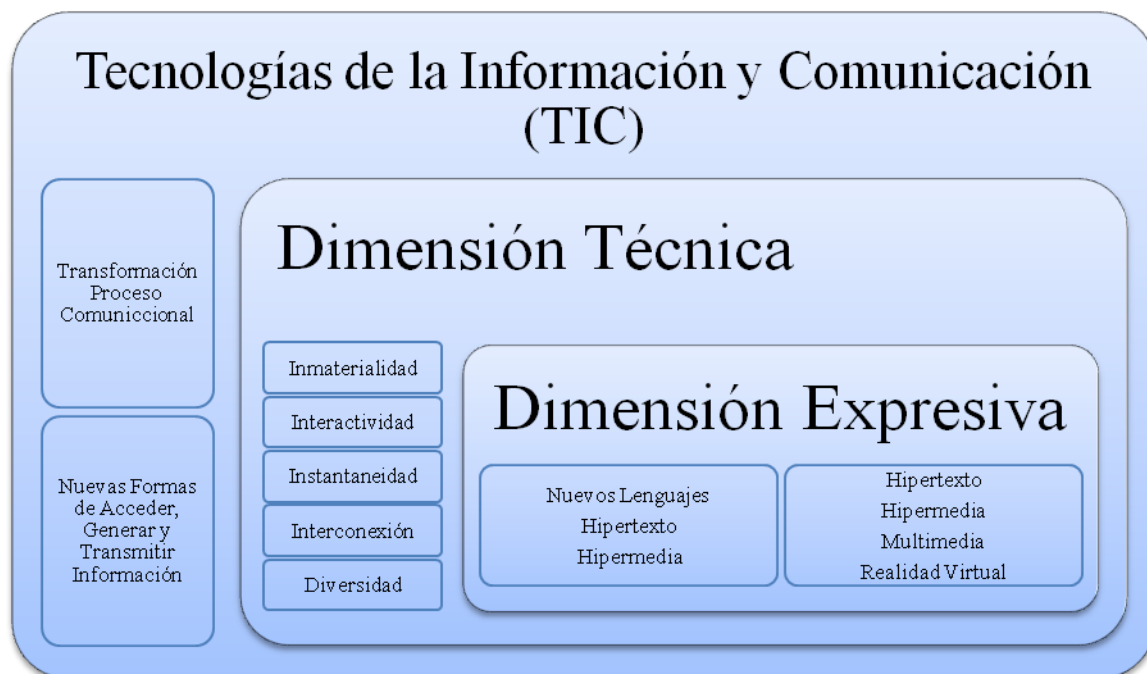 Tecnologías de la Información y Comunicación
(TIC)
Transformación
Proceso
Comuniccional
Nuevas Formas
de Acceder,
Generar y
Transmitir
Información
Dimensión Técnica
Inmaterialidad
Interactividad
Instantaneidad
Interconexión
Diversidad
Dimensión Expresiva
Nuevos Lenguajes
Hipertexto
Hipermedia
Hipertexto
Hipermedia
Multimedia
Realidad Virtual